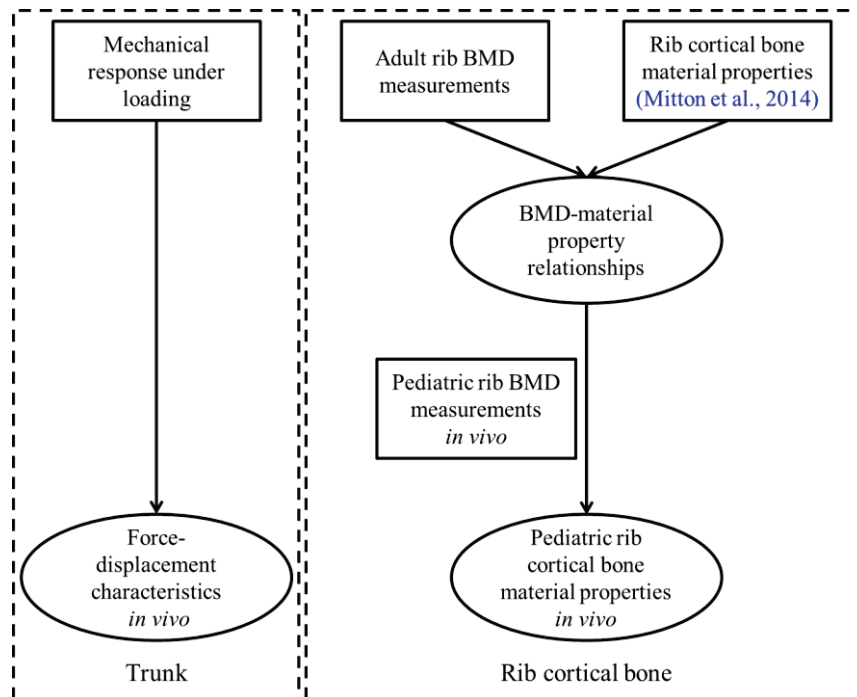 Mechanical
response under
loading
Force-
displacement
characteristics
in vivo
Trunk
Adult rib BMD
measurements
Rib cortical bone
material properties
(Mitton et al., 2014)
BMD-material
property
relationships
Pediatric rib BMD
measurements
in vivo
Pediatric rib
cortical bone
material properties
in vivo
Rib cortical bone